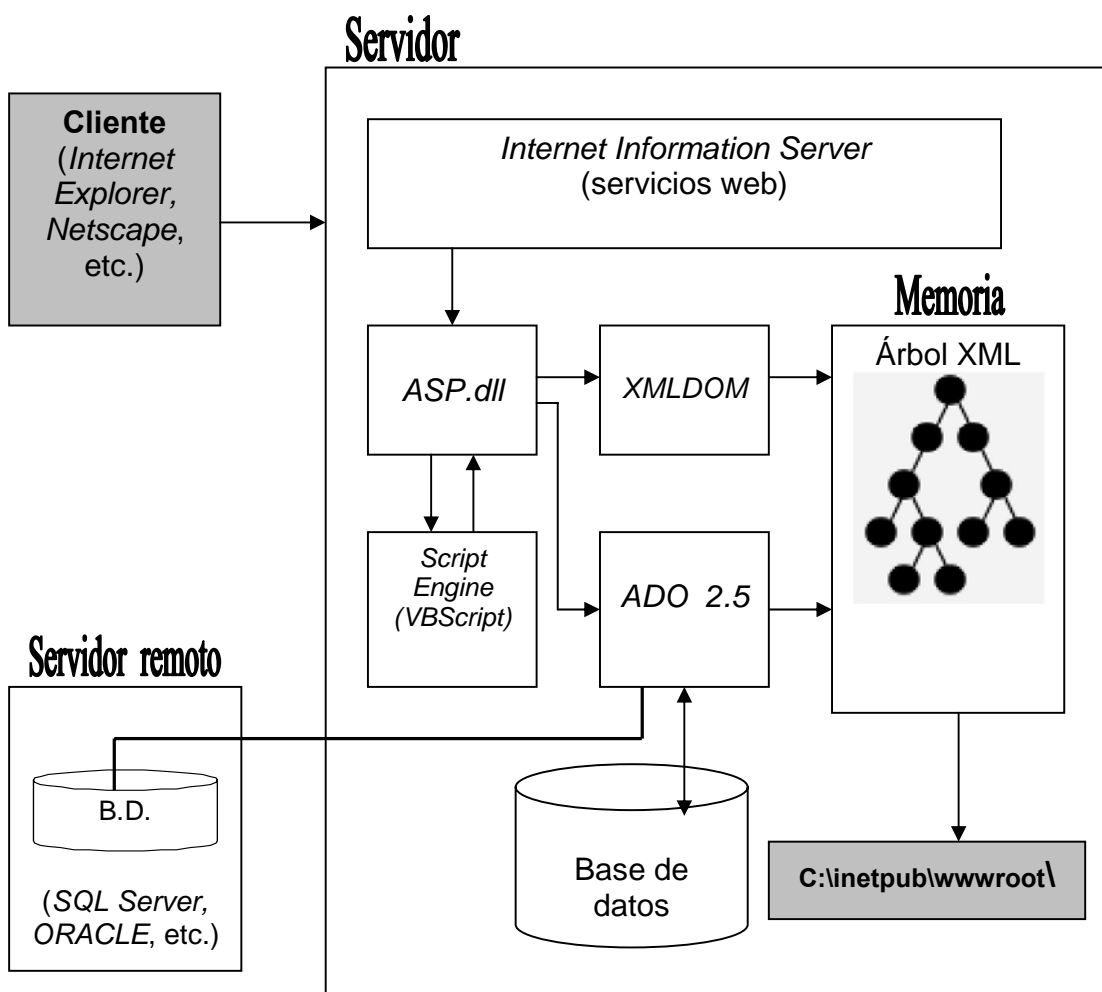 Servidor
Cliente
(Internet
Explorer,
Netscape,
etc.)
Internet Information Server
(servicios web)
Memoria
Árbol XML
ASP.dll
XMLDOM
Script
Engine
(VBScript)
ADO 2.5
Servidor remoto
B.D.
(SQL Server,
ORACLE, etc.)
Base de
datos
C:\inetpub\wwwroot\